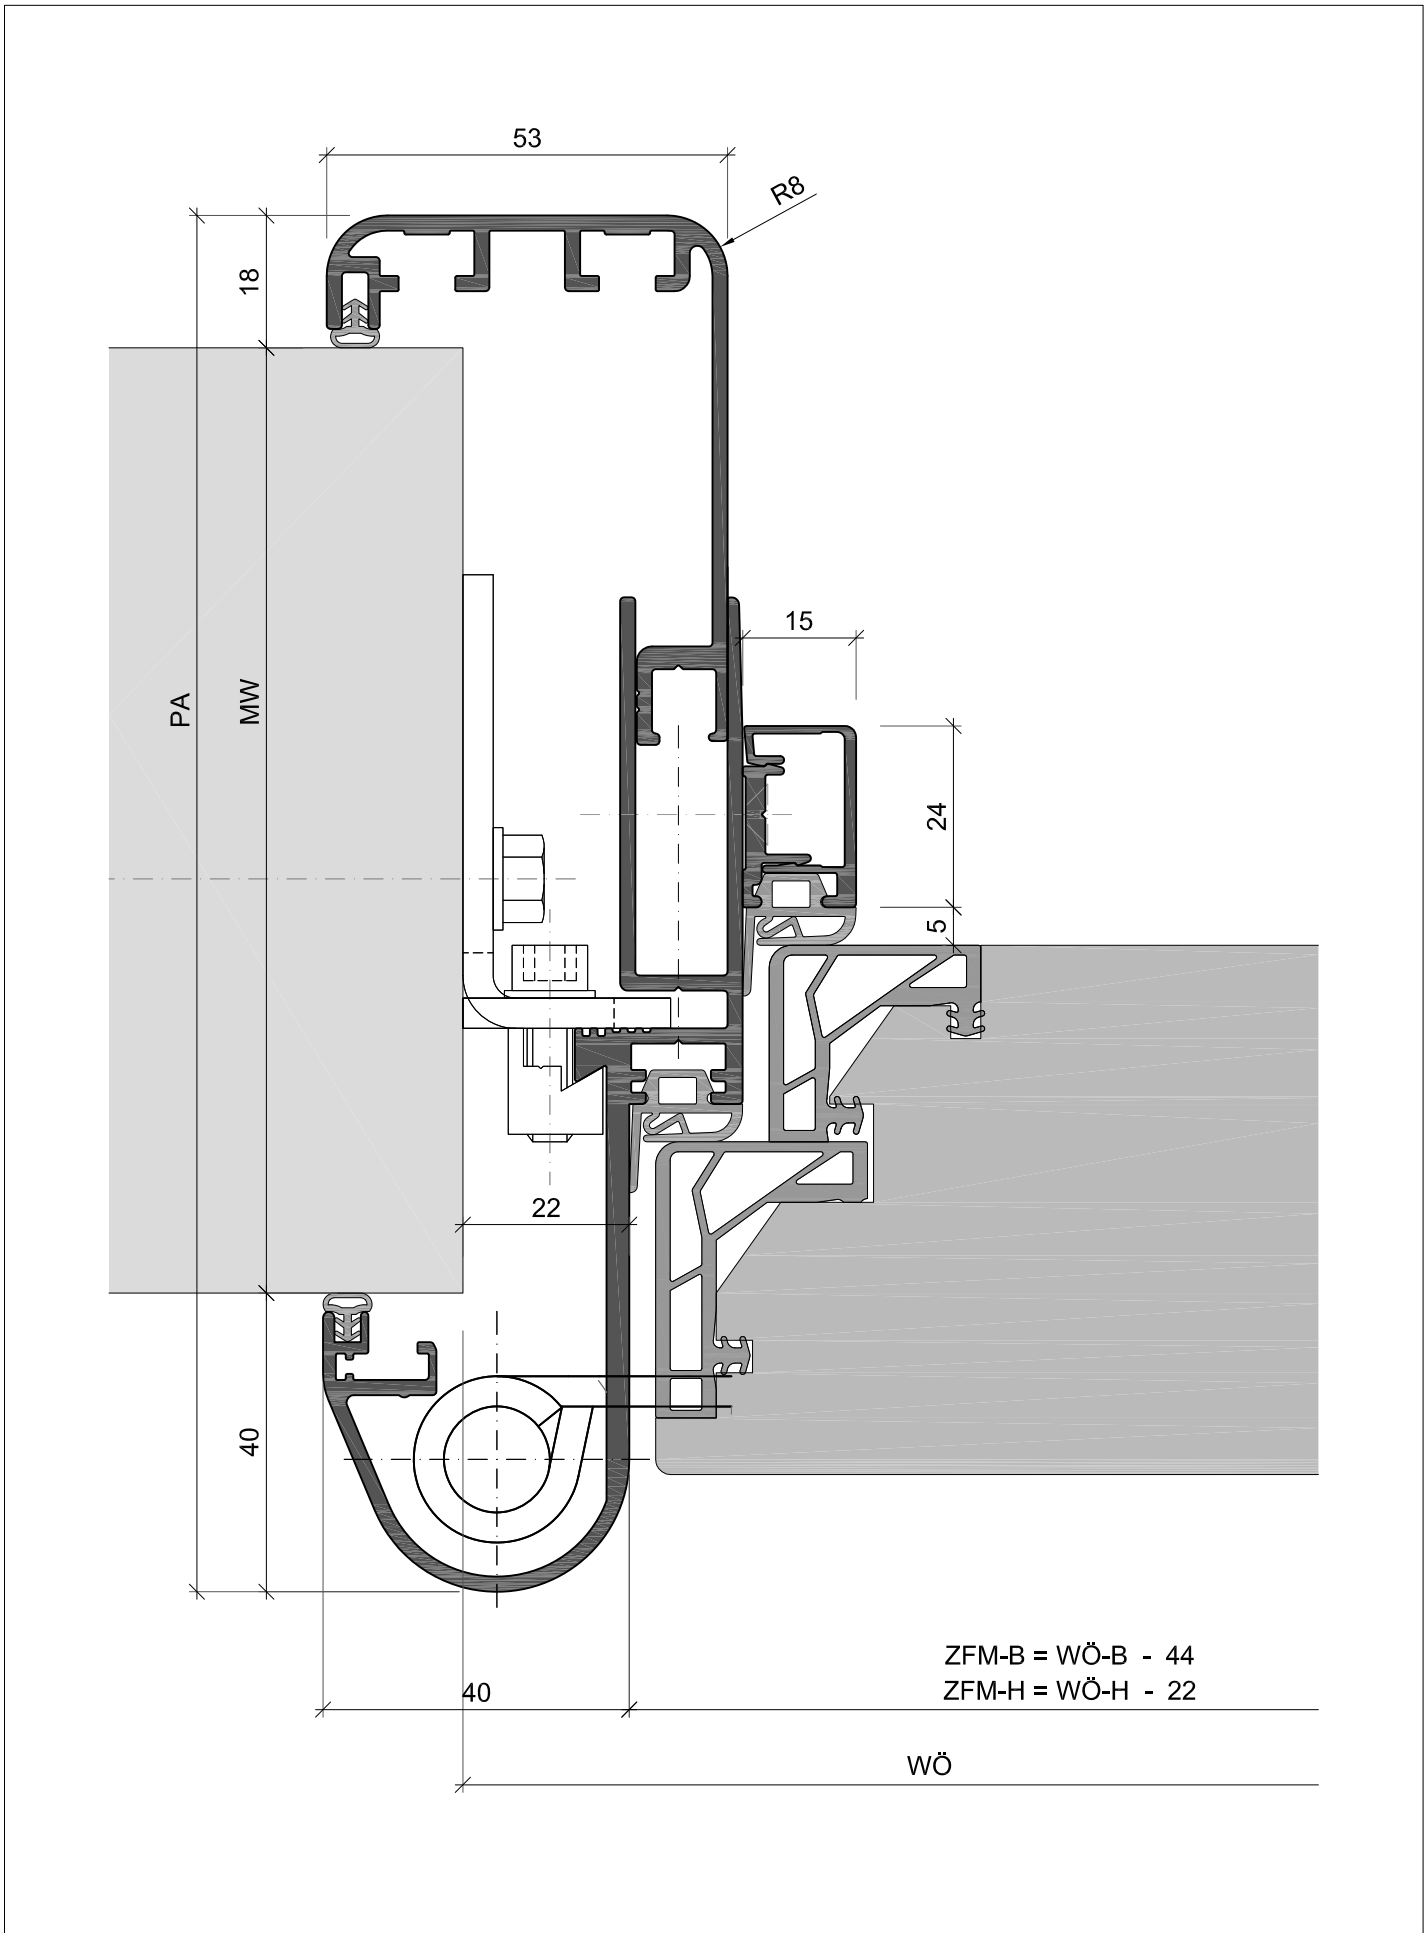 53
R8
18
15
PA
MW
24
5
22
40
ZFM-B = WÖ-B - 44
ZFM-H = WÖ-H - 22
40
WÖ